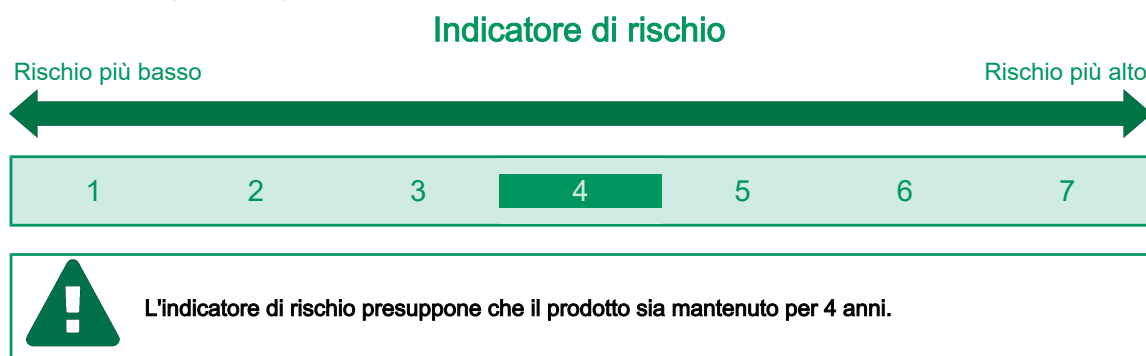 Indicatore di rischio
Rischio più basso Rischio più alto
1 2 3 4 5 6 7
L'indicatore di rischio presuppone che il prodotto sia mantenuto per 4 anni.